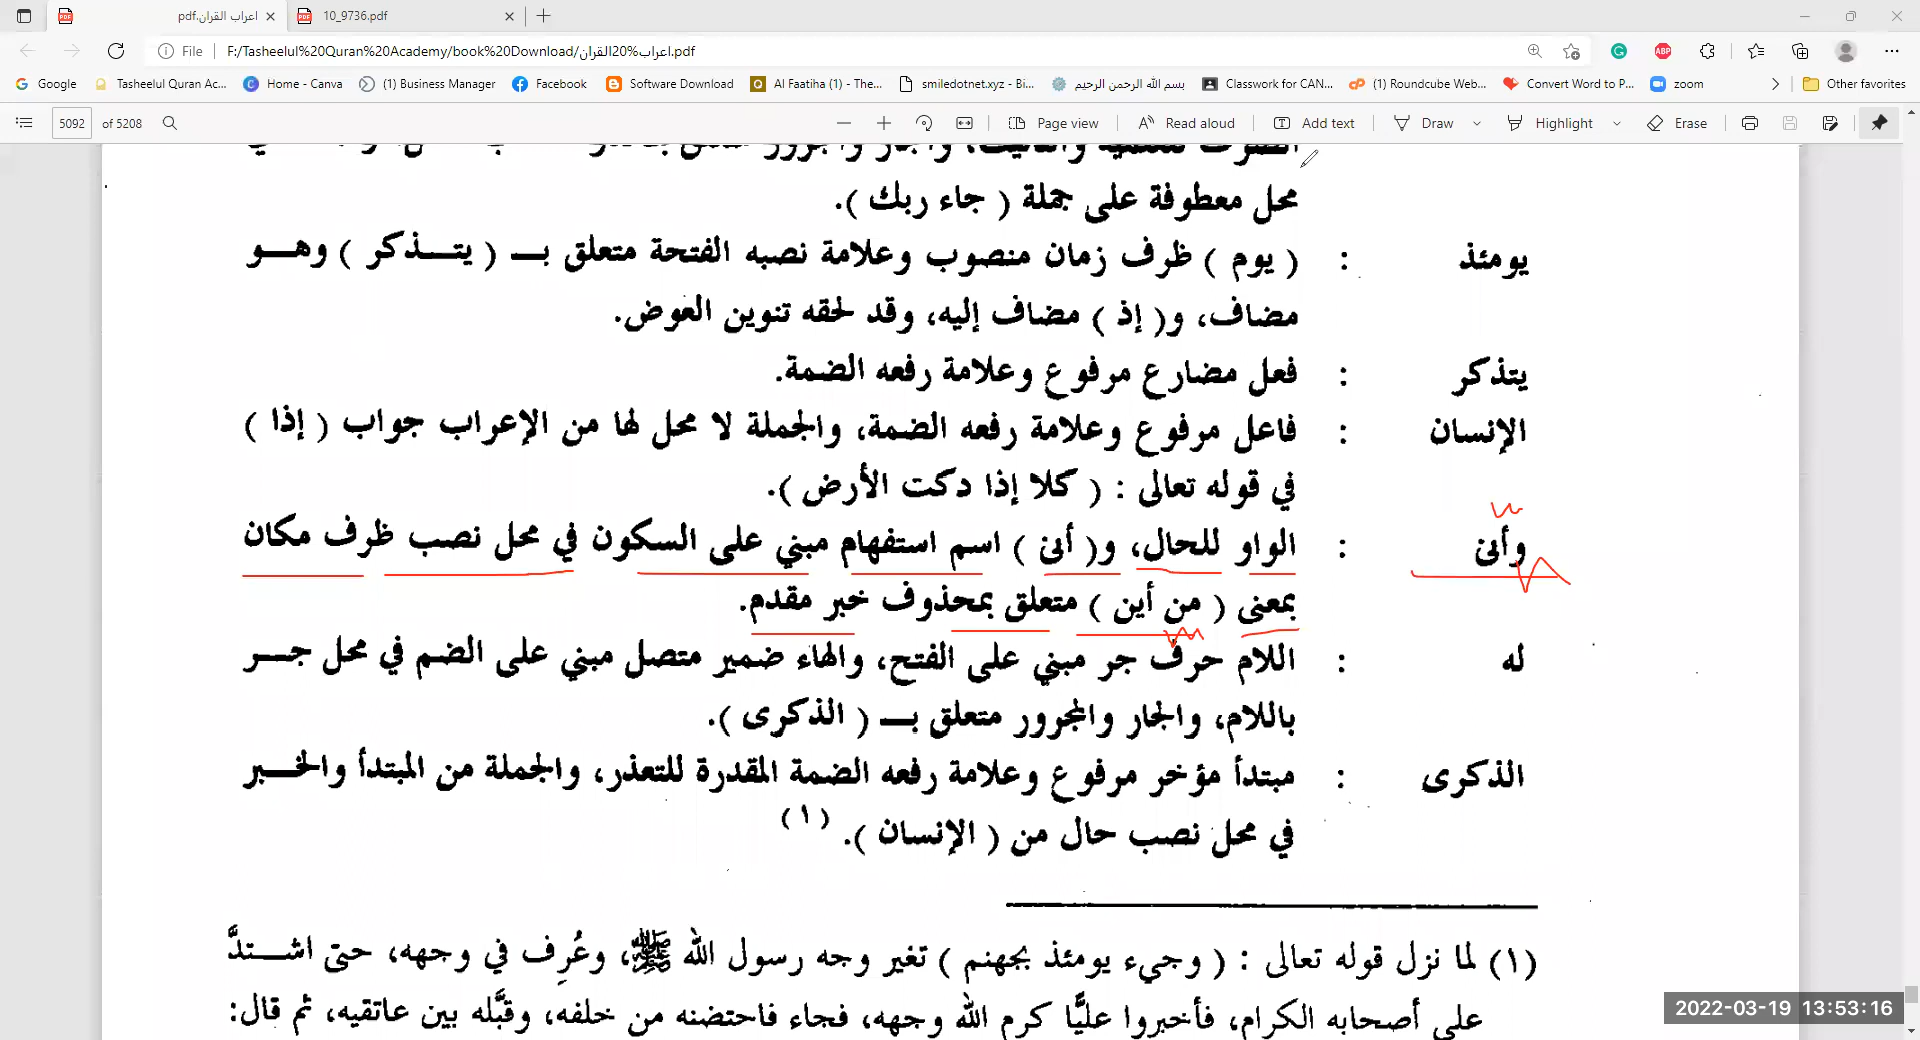 اعراب القران.pdf
10_9736.pdf
File
F:/Tasheelul%20Quran%20Academy/book%20Download/اعراب%20القران.pdf
ABP
Google
Tasheelul Quran Ac...
Home - Canva
(1) Business Manager
Facebook
Software Download
Al Faatiha (1) - The...
smiledotnet.xyz - Bi...
بسم الله الرحمن الرحيم
Classwork for CAN...
(1) Roundcube Web...
Convert Word to P...
zoom
Other favorites
5092 of 5208
Page view
Read aloud
Add text
Draw
Highlight
Erase
محل معطوفة على جملة ( جاء ربك ).
يومئذ : ( يوم ) ظرف زمان منصوب وعلامة نصبه الفتحة متعلق بـ ( يتذكر ) وهو
مضاف، و( إذ ) مضاف إليه، وقد لحقه تنوين العوض.
يتذكر : فعل مضارع مرفوع وعلامة رفعه الضمة.
الإنسان : فاعل مرفوع وعلامة رفعه الضمة، والجملة لا محل لها من الإعراب جواب ( إذا )
في قوله تعالى : ( كلا إذا دكت الأرض ).
وأنى : الواو للحال، و( أنى ) اسم استفهام مبني على السكون في محل نصب ظرف مكان
بمعنى ( من أين ) متعلق بمحذوف خبر مقدم.
له : اللام حرف جر مبني على الفتح، والهاء ضمير متصل مبني على الضم في محل جر
باللام، والجار والمجرور متعلق بـ ( الذكرى ).
الذكرى : مبتدأ مؤخر مرفوع وعلامة رفعه الضمة المقدرة للتعذر، والجملة من المبتدأ والخبر
في محل نصب حال من ( الإنسان ). (١)
(١) لما نزل قوله تعالى : ( وجيء يومئذ بجهنم ) تغير وجه رسول الله ﷺ، وعُرِف في وجهه، حتى اشتدَّ
على أصحابه الكرام، فأخبروا عليًّا كرم الله وجهه، فجاء فاحتضنه من خلفه، وقبَّله بين عاتقيه، ثم قال:
2022-03-19 13:53:16